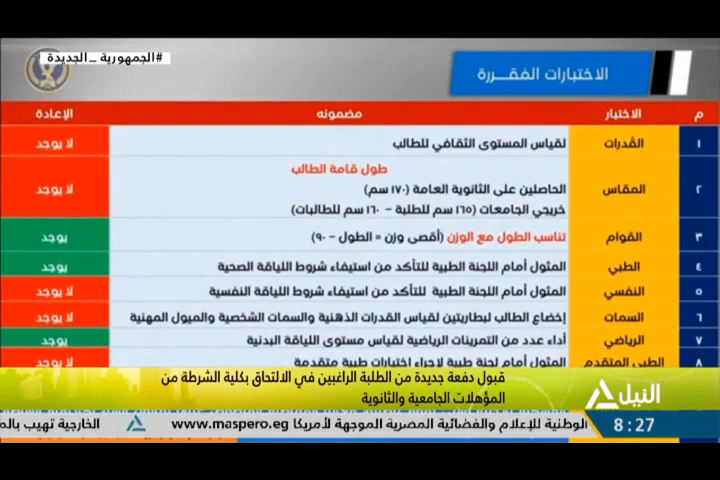 #الجمهورية_الجديدة
الاختبارات المقـــررة
م الاختبار مضمونه الإعادة
١ القُدرات لقياس المستوى الثقافي للطالب لا يوجد
طول قامة الطالب
٢ المقاس الحاصلين على الثانوية العامة (١٧٠ سم) لا يوجد
خريجي الجامعات (١٦٥ سم للطلبة - ١٦٠ سم للطالبات)
٣ القوام تناسب الطول مع الوزن (أقصى وزن = الطول - ٩٠) يوجد
٤ الطبي المثول أمام اللجنة الطبية للتأكد من استيفاء شروط اللياقة الصحية يوجد
٥ النفسي المثول أمام اللجنة الطبية للتأكد من استيفاء شروط اللياقة النفسية لا يوجد
٦ السمات إخضاع الطالب لبطاريتين لقياس القدرات الذهنية والسمات الشخصية والميول المهنية لا يوجد
٧ الرياضي أداء عدد من التمرينات الرياضية لقياس مستوى اللياقة البدنية يوجد
٨ الطبي المتقدم المثول أمام لجنة طبية لإجراء اختبارات طبية متقدمة لا يوجد
قبول دفعة جديدة من الطلبة الراغبين في الالتحاق بكلية الشرطة من
المؤهلات الجامعية والثانوية
النيل
8:27
الوطنية للإعلام والفضائية المصرية الموجهة لأمريكا www.maspero.eg الخارجية تهيب بال